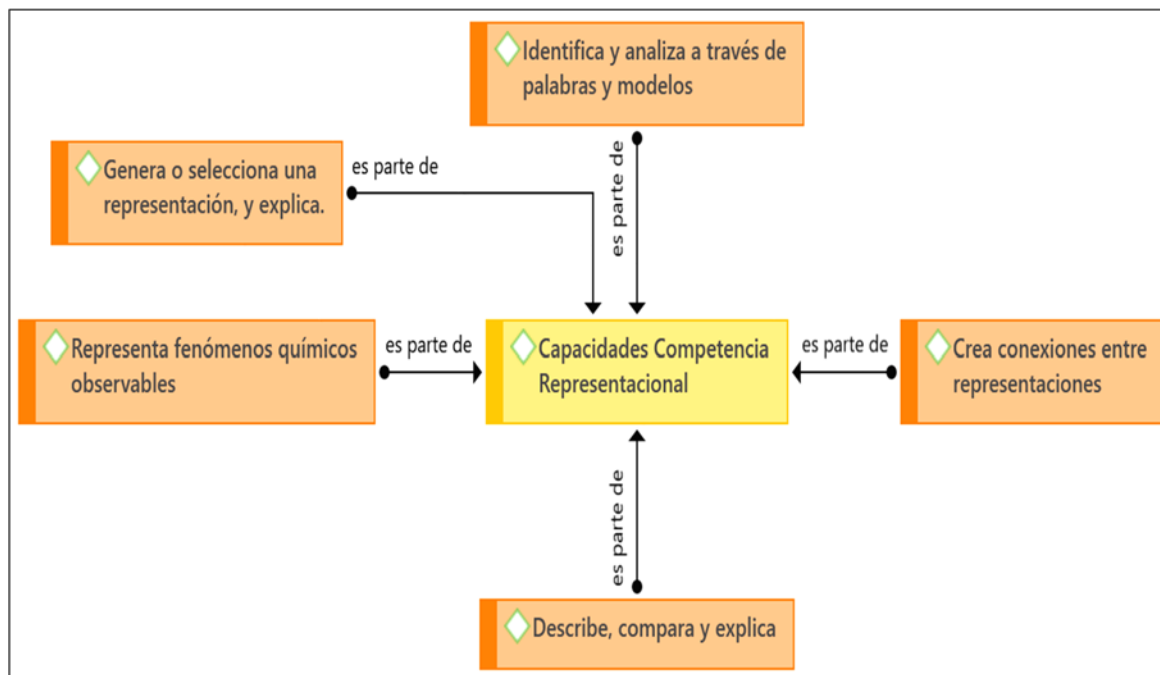 Identifica y analiza a través de
palabras y modelos
Genera o selecciona una
representación, y explica.
es parte de
es parte de
Representa fenómenos químicos
observables
es parte de
Capacidades Competencia
Representacional
es parte de
Crea conexiones entre
representaciones
es parte de
Describe, compara y explica